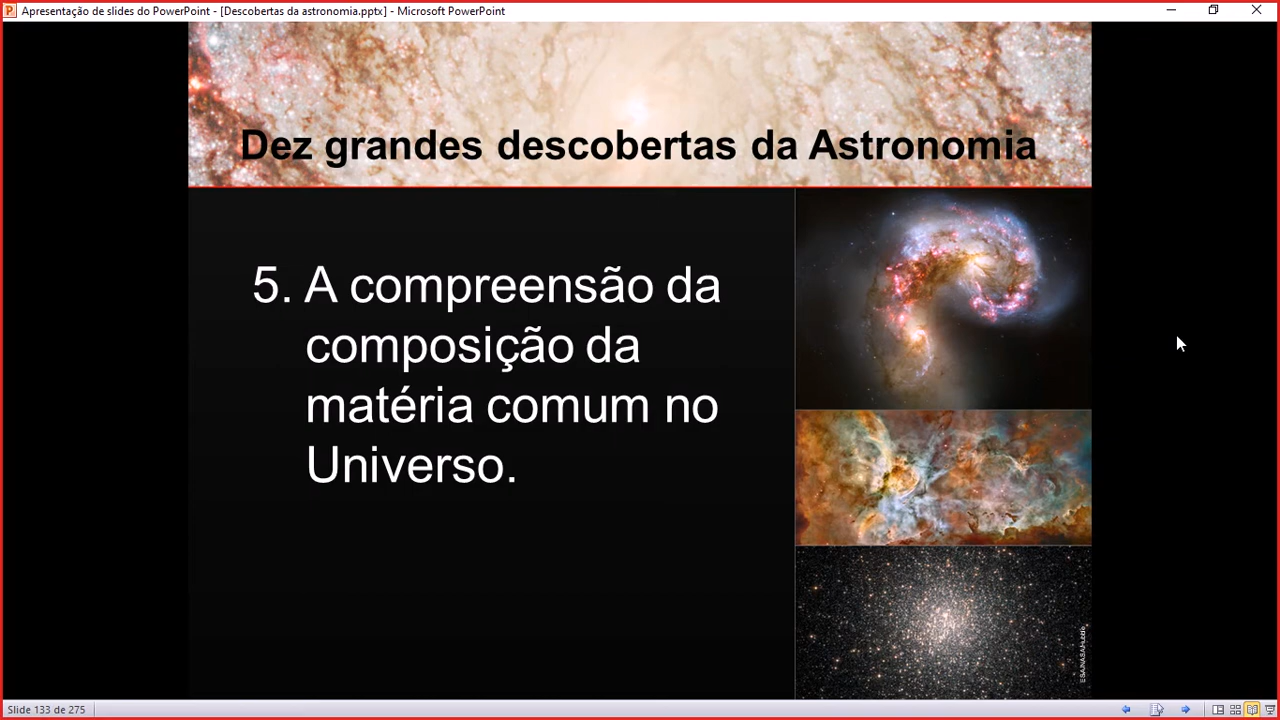 Apresentação de slides do PowerPoint - [Descobertas da astronomia.pptx] - Microsoft PowerPoint
Dez grandes descobertas da Astronomia
5. A compreensão da
composição da
matéria comum no
Universo.
Slide 133 de 275